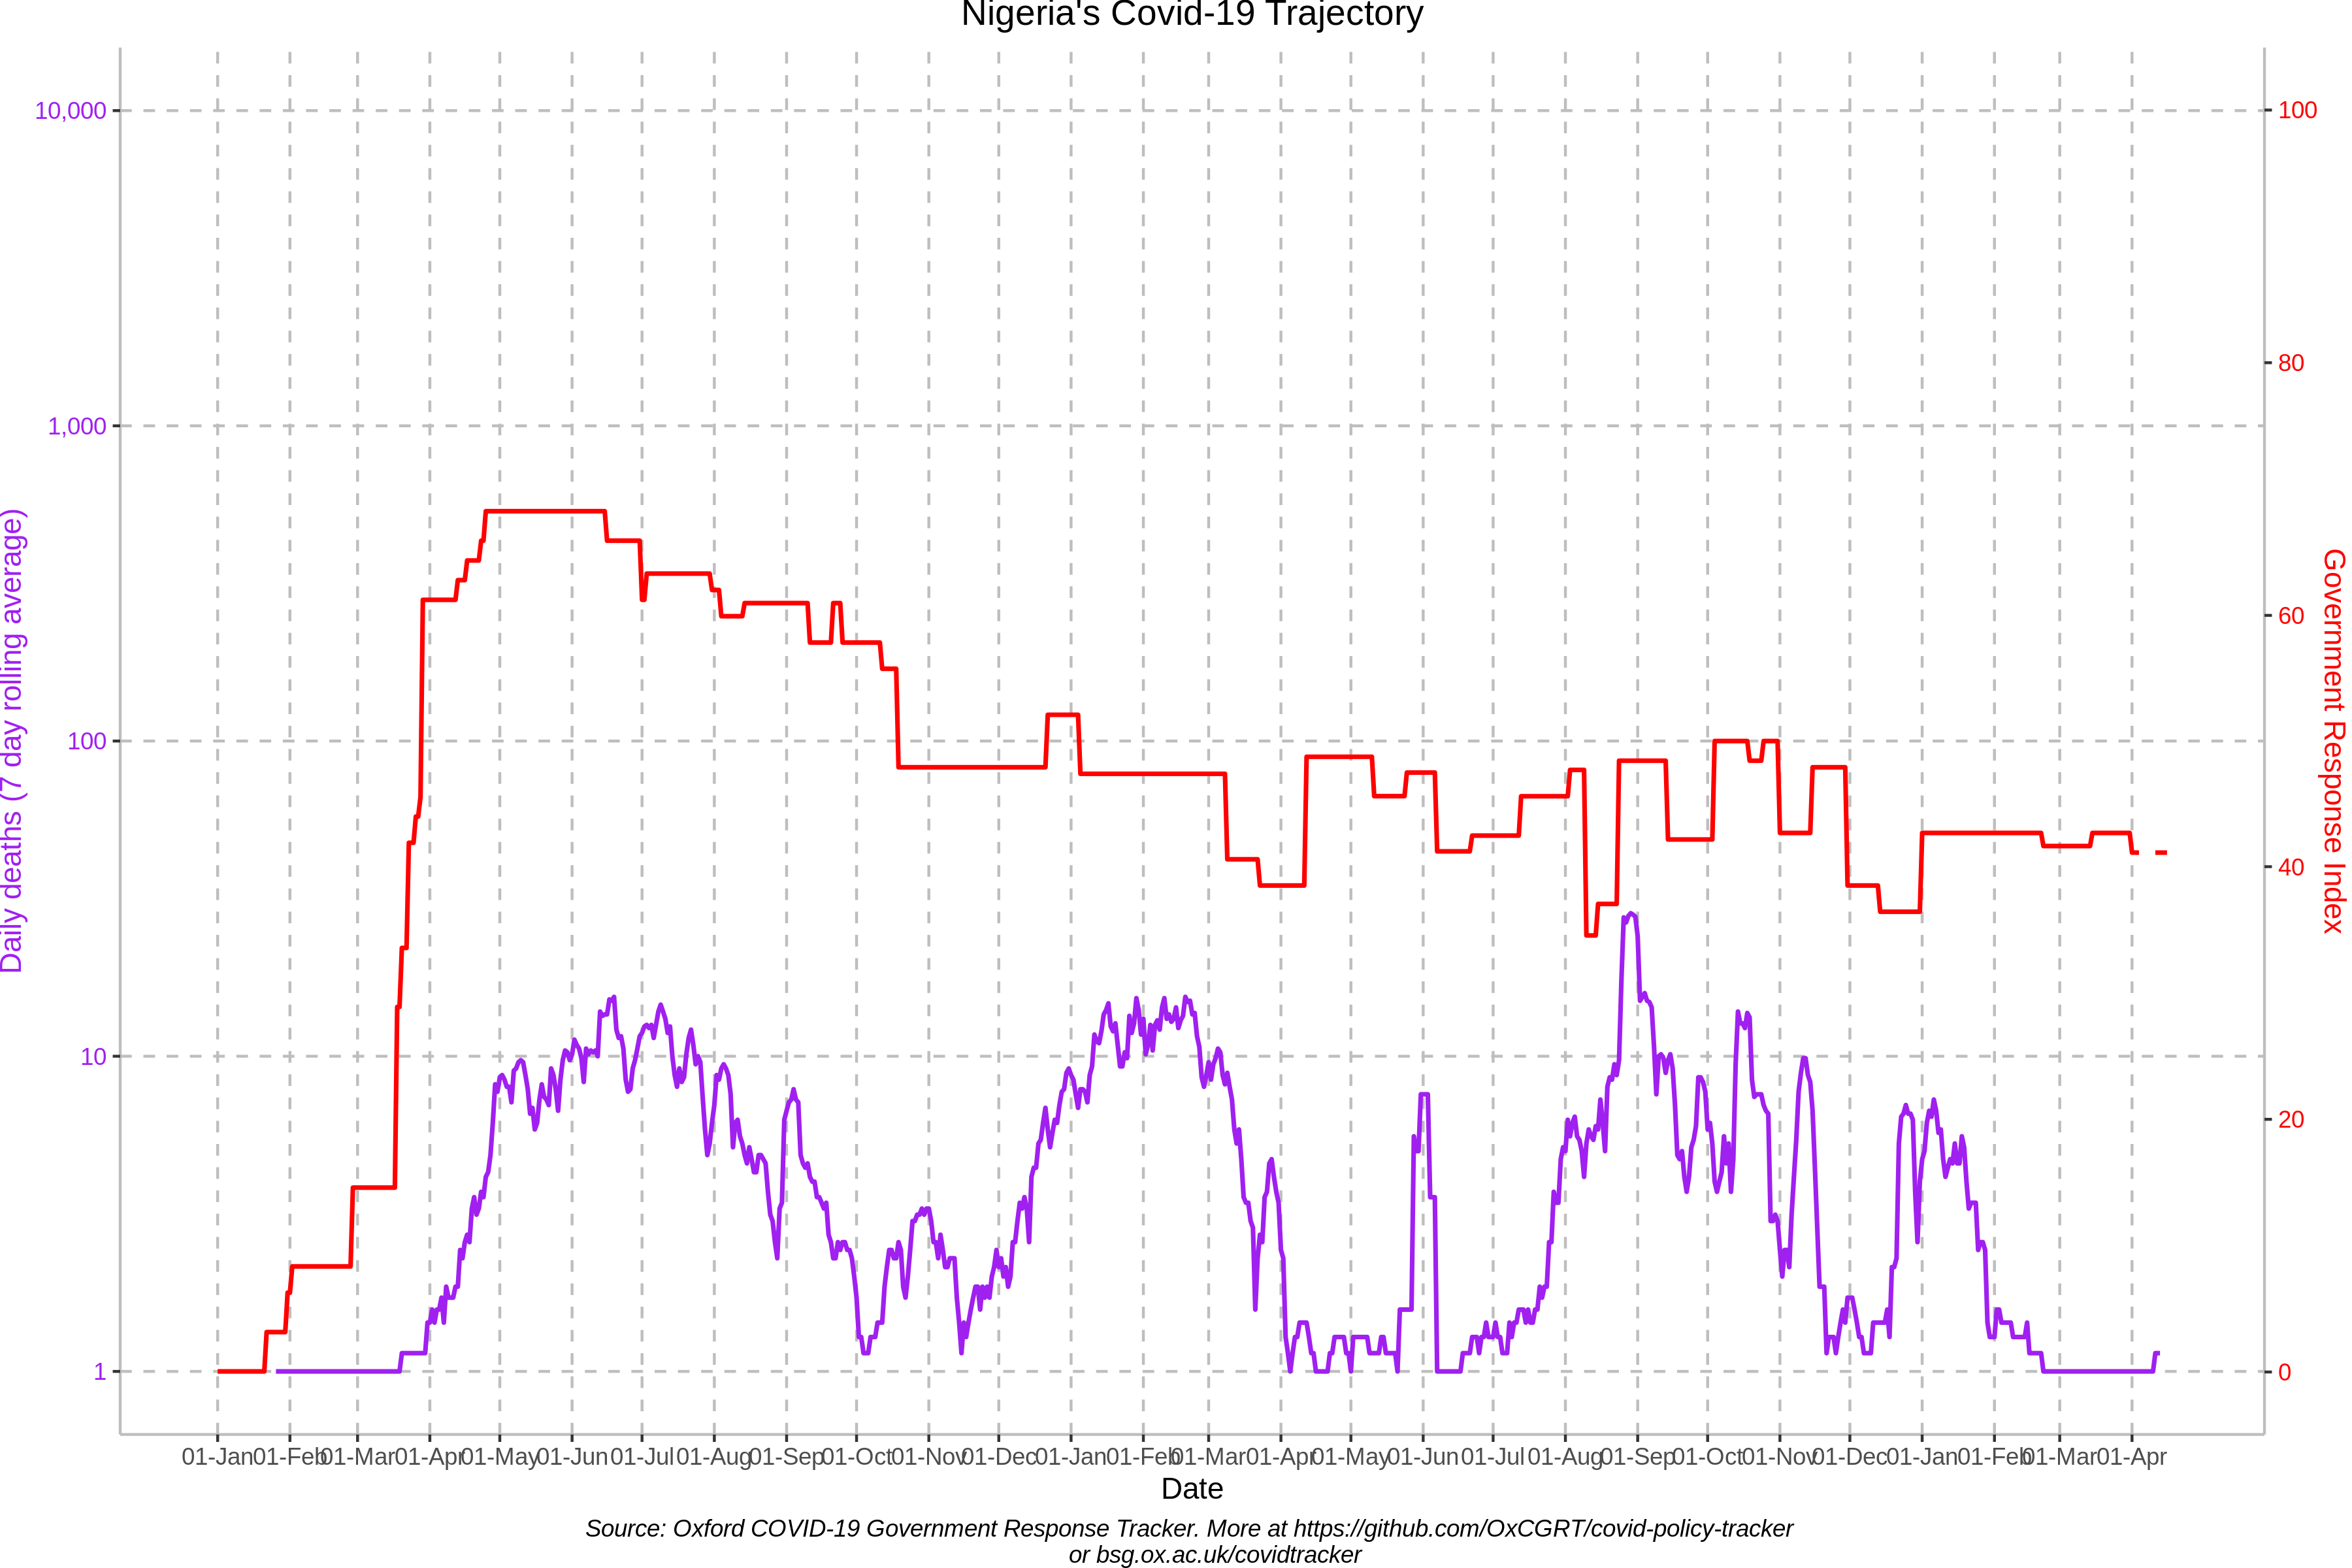 Nigeria's Covid-19 Trajectory
10,000
1,000
100
10
1
Daily deaths (7 day rolling average)
100
80
60
40
20
0
Government Response Index
01-Jan 01-Feb 01-Mar 01-Apr 01-May 01-Jun 01-Jul 01-Aug 01-Sep 01-Oct 01-Nov 01-Dec 01-Jan 01-Feb 01-Mar 01-Apr 01-May 01-Jun 01-Jul 01-Aug 01-Sep 01-Oct 01-Nov 01-Dec 01-Jan 01-Feb 01-Mar 01-Apr
Date
Source: Oxford COVID-19 Government Response Tracker. More at https://github.com/OxCGRT/covid-policy-tracker
or bsg.ox.ac.uk/covidtracker